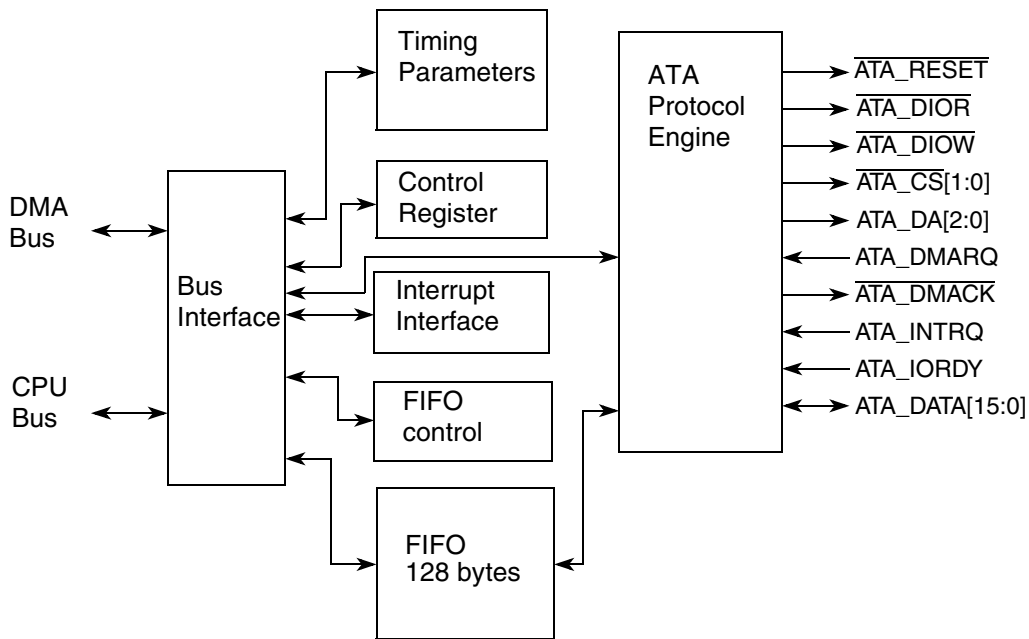 Timing
Parameters
Control
Register
Interrupt
Interface
FIFO
control
FIFO
128 bytes
DMA
Bus
CPU
Bus
Bus
Interface
ATA
Protocol
Engine
ATA_RESET
ATA_DIOR
ATA_DIOW
ATA_CS[1:0]
ATA_DA[2:0]
ATA_DMARQ
ATA_DMACK
ATA_INTRQ
ATA_IORDY
ATA_DATA[15:0]